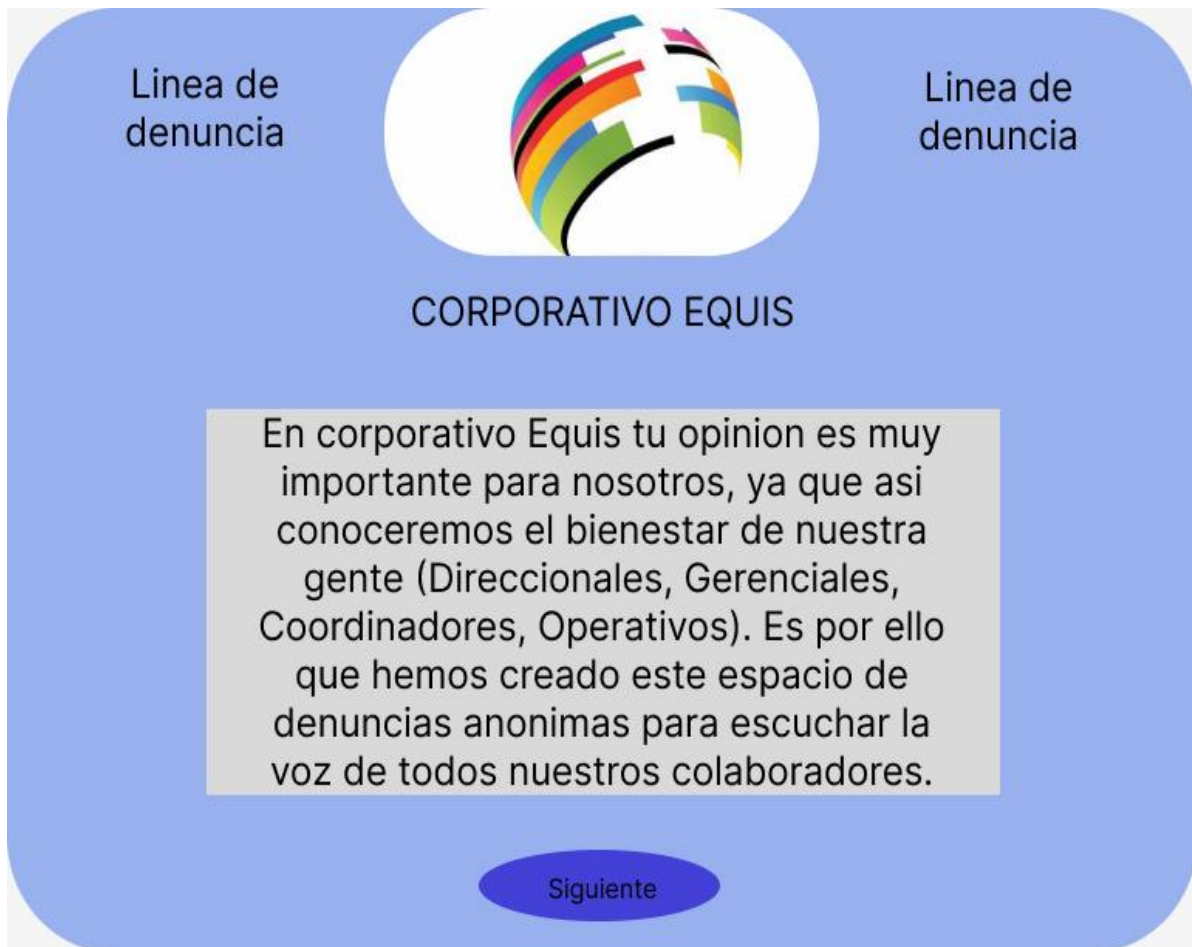 Linea de
denuncia
Linea de
denuncia
CORPORATIVO EQUIS
En corporativo Equis tu opinion es muy
importante para nosotros, ya que asi
conoceremos el bienestar de nuestra
gente (Direccionales, Gerenciales,
Coordinadores, Operativos). Es por ello
que hemos creado este espacio de
denuncias anonimas para escuchar la
voz de todos nuestros colaboradores.
Siguiente